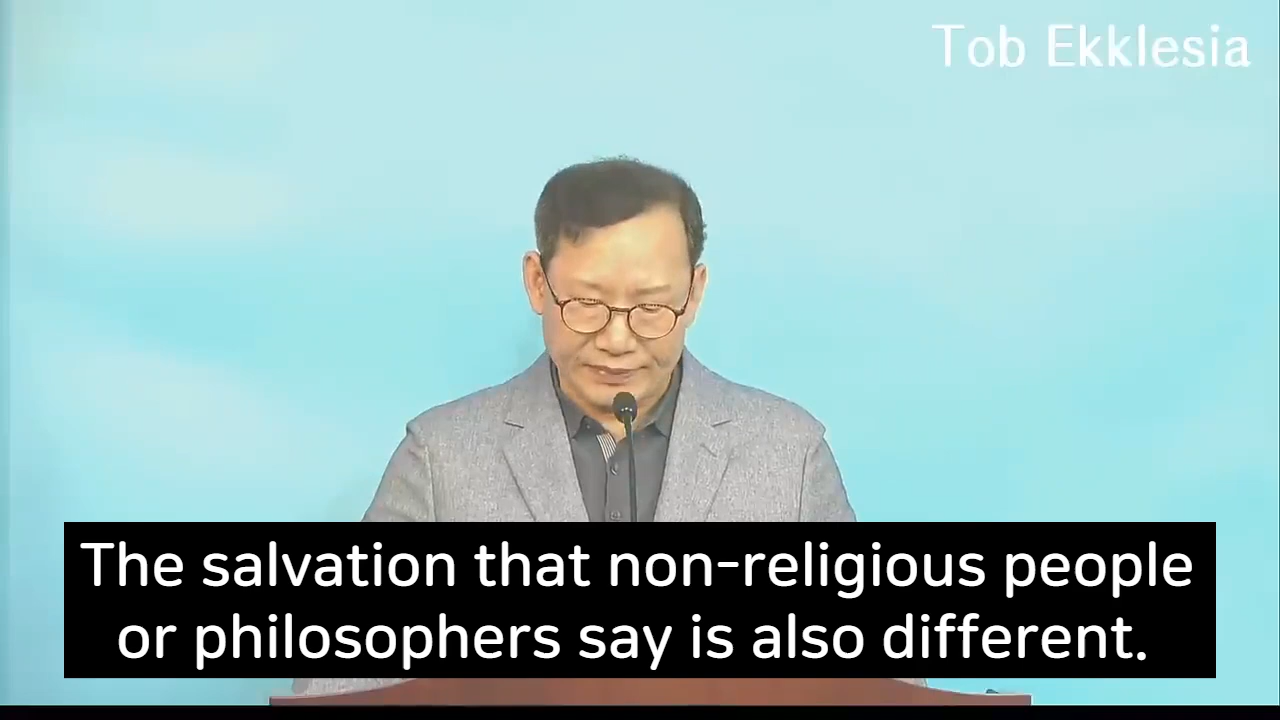 Tob Ekklesia
The salvation that non-religious people
or philosophers say is also different.